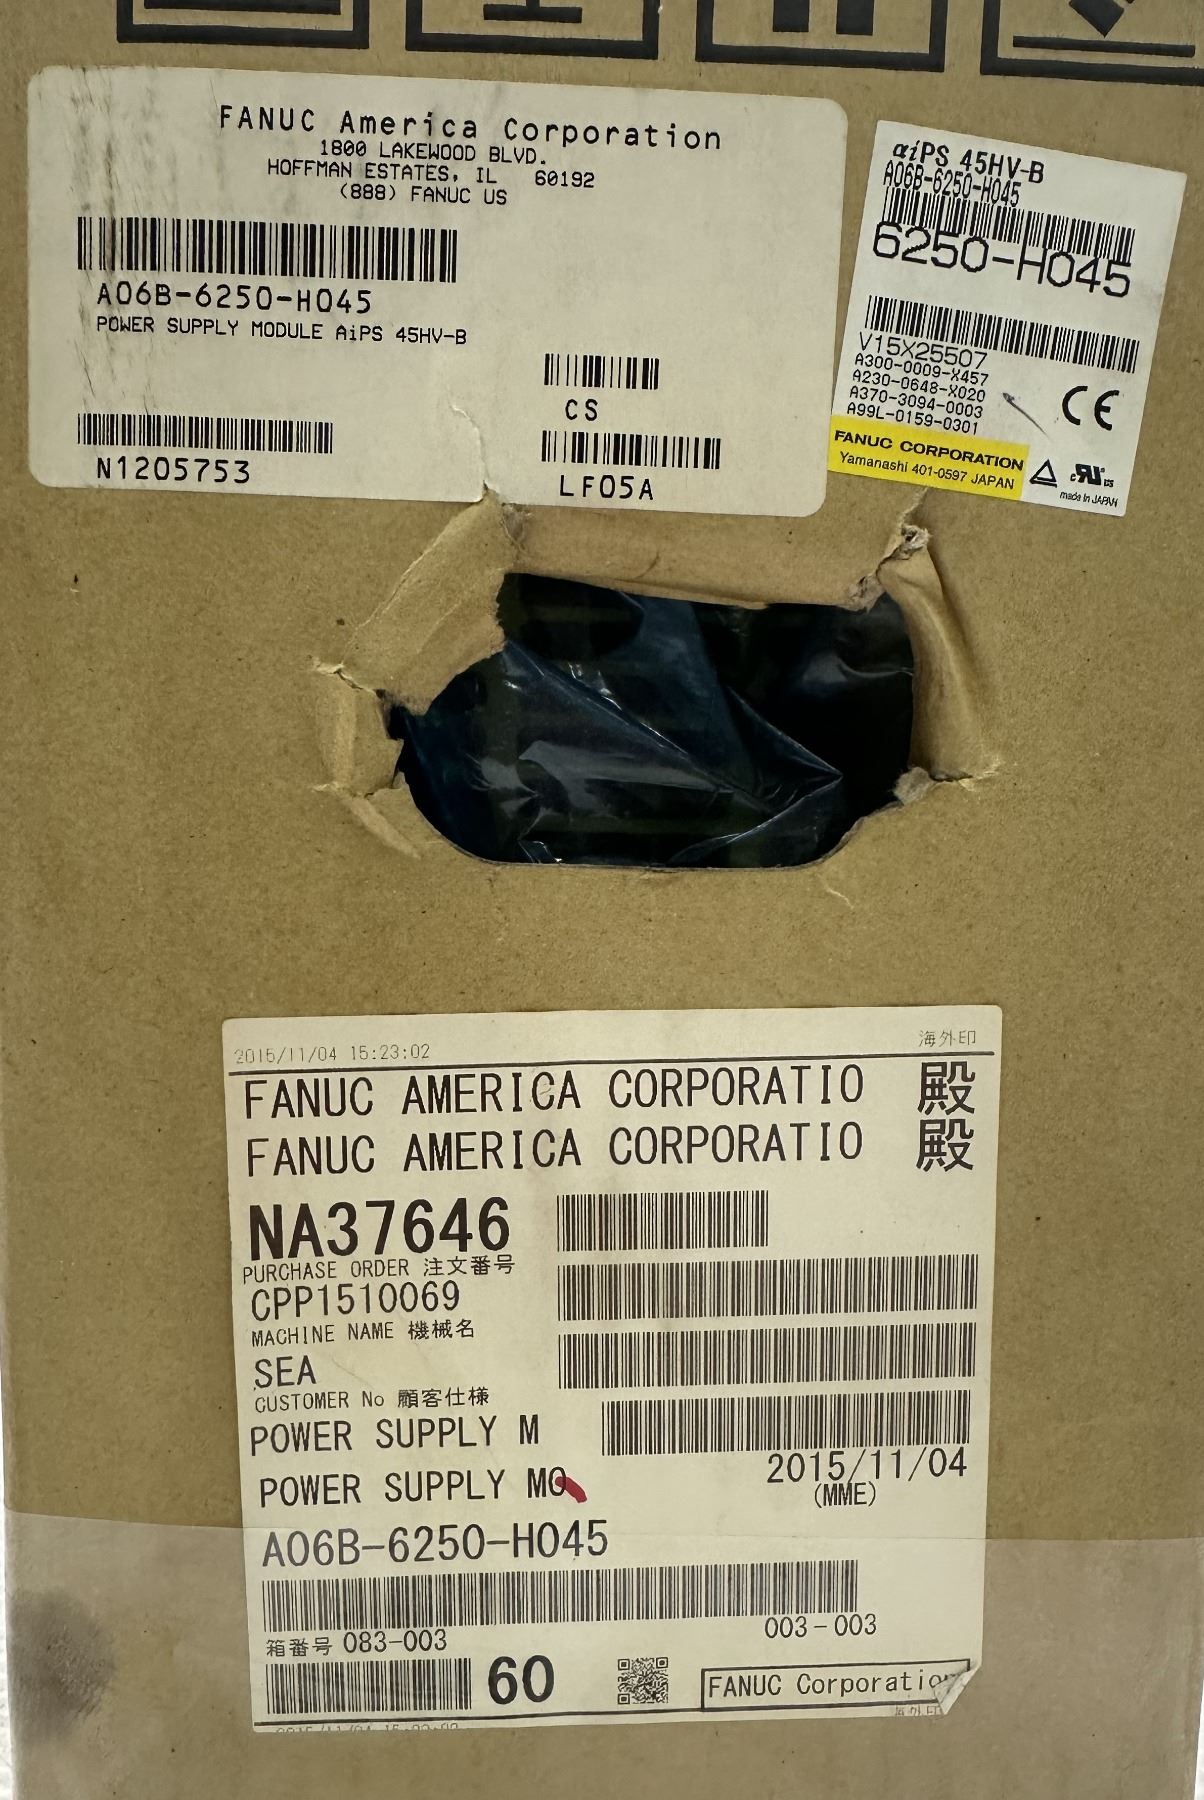 FANUC America Corporation
1800 LAKEWOOD BLVD.
HOFFMAN ESTATES, IL 60192
(888) FANUC US
A06B-6250-H045
POWER SUPPLY MODULE AiPS 45HV-B
CS
N1205753
LF05A
αiPS 45HV-B
A06B-6250-H045
6250-H045
V15X25507
A300-0009-X457
A230-0648-X020
A370-3094-0003
A99L-0159-0301
CE
FANUC CORPORATION
Yamanashi 401-0597 JAPAN
made in JAPAN
2015/11/04 15:23:02
海外印
FANUC AMERICA CORPORATIO 殿
FANUC AMERICA CORPORATIO 殿
NA37646
PURCHASE ORDER 注文番号
CPP1510069
MACHINE NAME 機械名
SEA
CUSTOMER No 顧客仕様
POWER SUPPLY M
2015/11/04
POWER SUPPLY MO
(MME)
A06B-6250-H045
003-003
箱番号 083-003
60
FANUC Corporation